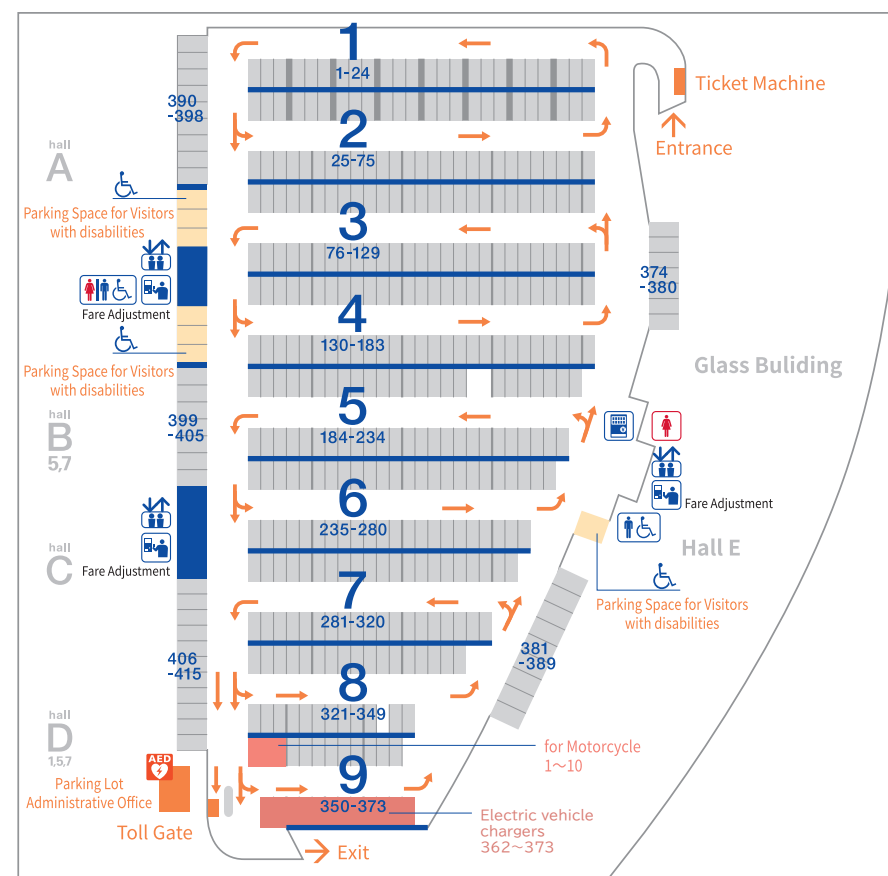 1
1-24
390
-398
Ticket Machine
Entrance
2
25-75
hall
A
Parking Space for Visitors
with disabilities
3
76-129
374
-380
Fare Adjustment
4
130-183
Parking Space for Visitors
with disabilities
Glass Buliding
5
184-234
399
-405
hall
B
5,7
Fare Adjustment
6
235-280
hall
C
Fare Adjustment
Hall E
Parking Space for Visitors
with disabilities
7
281-320
381
-389
406
-415
8
321-349
hall
D
1,5,7
for Motorcycle
1～10
AED
Parking Lot
Administrative Office
9
350-373
Electric vehicle
chargers
362～373
Toll Gate
Exit